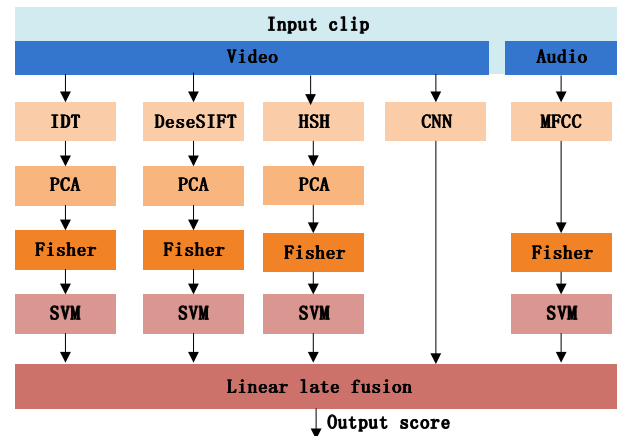 Input clip
Video Audio
IDT DeseSIFT HSH CNN MFCC
PCA PCA PCA
Fisher Fisher Fisher Fisher
SVM SVM SVM SVM
Linear late fusion
Output score